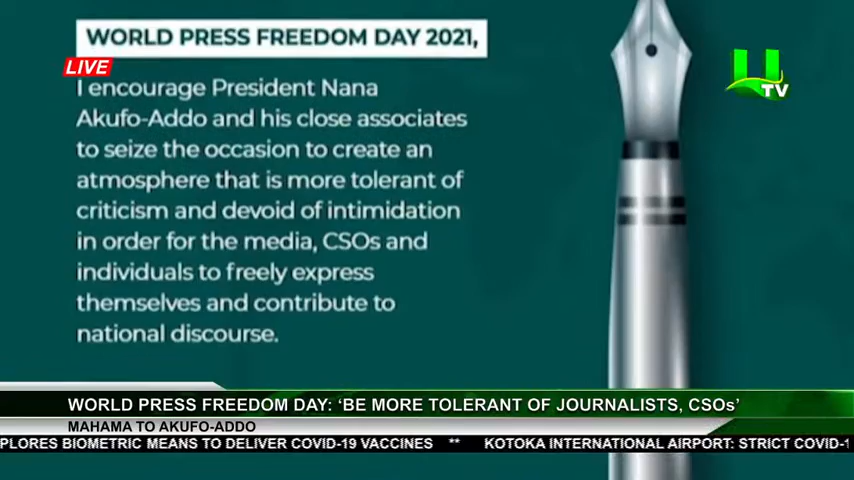 WORLD PRESS FREEDOM DAY 2021,
LIVE
I encourage President Nana
Akufo-Addo and his close associates
to seize the occasion to create an
atmosphere that is more tolerant of
criticism and devoid of intimidation
in order for the media, CSOs and
individuals to freely express
themselves and contribute to
national discourse.
U
TV
WORLD PRESS FREEDOM DAY: ‘BE MORE TOLERANT OF JOURNALISTS, CSOs’
MAHAMA TO AKUFO-ADDO
PLORES BIOMETRIC MEANS TO DELIVER COVID-19 VACCINES ** KOTOKA INTERNATIONAL AIRPORT: STRICT COVID-1